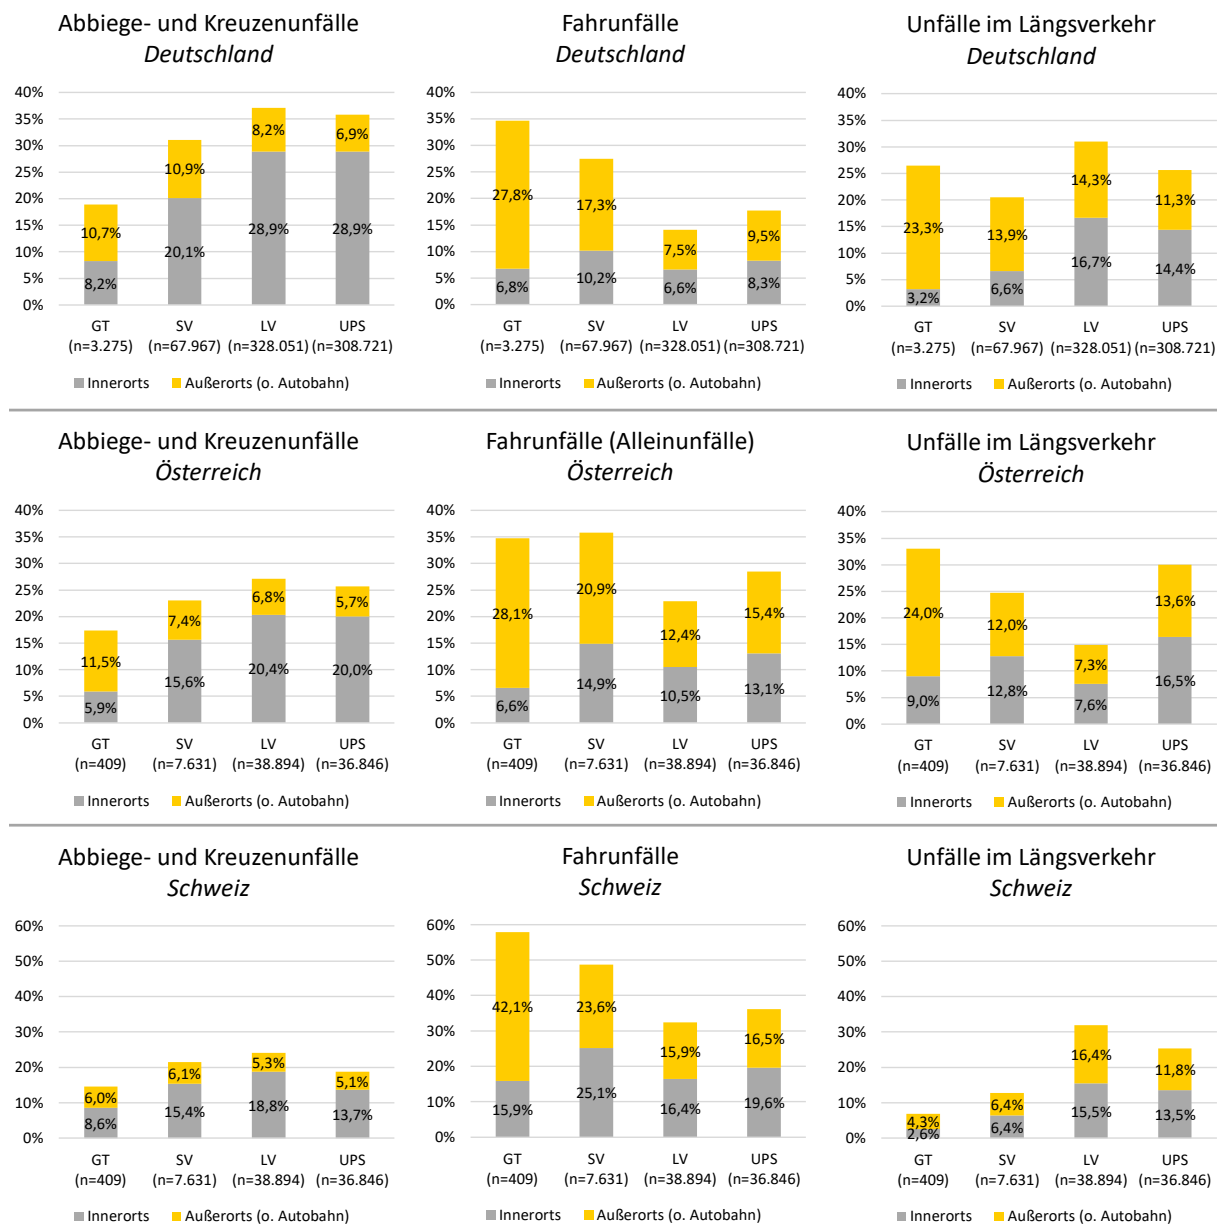 Abbiege- und Kreuzenunfälle
Deutschland
40%
35%
30%
25%
20%
15%
10%
5%
0%
8,2%
6,9%
10,9%
10,7%
28,9%
28,9%
20,1%
8,2%
GT
SV
LV
UPS
(n=3.275)
(n=67.967)
(n=328.051)
(n=308.721)
Innerorts
Außerorts (o. Autobahn)
Fahrunfälle
Deutschland
40%
35%
30%
25%
20%
15%
10%
5%
0%
27,8%
17,3%
7,5%
9,5%
6,8%
10,2%
6,6%
8,3%
GT
SV
LV
UPS
(n=3.275)
(n=67.967)
(n=328.051)
(n=308.721)
Innerorts
Außerorts (o. Autobahn)
Unfälle im Längsverkehr
Deutschland
40%
35%
30%
25%
20%
15%
10%
5%
0%
23,3%
13,9%
14,3%
11,3%
3,2%
6,6%
16,7%
14,4%
GT
SV
LV
UPS
(n=3.275)
(n=67.967)
(n=328.051)
(n=308.721)
Innerorts
Außerorts (o. Autobahn)
Abbiege- und Kreuzenunfälle
Österreich
40%
35%
30%
25%
20%
15%
10%
5%
0%
11,5%
7,4%
6,8%
5,7%
5,9%
15,6%
20,4%
20,0%
GT
SV
LV
UPS
(n=409)
(n=7.631)
(n=38.894)
(n=36.846)
Innerorts
Außerorts (o. Autobahn)
Fahrunfälle (Alleinunfälle)
Österreich
40%
35%
30%
25%
20%
15%
10%
5%
0%
28,1%
20,9%
12,4%
15,4%
6,6%
14,9%
10,5%
13,1%
GT
SV
LV
UPS
(n=409)
(n=7.631)
(n=38.894)
(n=36.846)
Innerorts
Außerorts (o. Autobahn)
Unfälle im Längsverkehr
Österreich
40%
35%
30%
25%
20%
15%
10%
5%
0%
24,0%
12,0%
7,3%
13,6%
9,0%
12,8%
7,6%
16,5%
GT
SV
LV
UPS
(n=409)
(n=7.631)
(n=38.894)
(n=36.846)
Innerorts
Außerorts (o. Autobahn)
Abbiege- und Kreuzenunfälle
Schweiz
60%
50%
40%
30%
20%
10%
0%
6,0%
6,1%
5,3%
5,1%
8,6%
15,4%
18,8%
13,7%
GT
SV
LV
UPS
(n=409)
(n=7.631)
(n=38.894)
(n=36.846)
Innerorts
Außerorts (o. Autobahn)
Fahrunfälle
Schweiz
60%
50%
40%
30%
20%
10%
0%
42,1%
23,6%
15,9%
16,5%
15,9%
25,1%
16,4%
19,6%
GT
SV
LV
UPS
(n=409)
(n=7.631)
(n=38.894)
(n=36.846)
Innerorts
Außerorts (o. Autobahn)
Unfälle im Längsverkehr
Schweiz
60%
50%
40%
30%
20%
10%
0%
4,3%
6,4%
16,4%
11,8%
2,6%
6,4%
15,5%
13,5%
GT
SV
LV
UPS
(n=409)
(n=7.631)
(n=38.894)
(n=36.846)
Innerorts
Außerorts (o. Autobahn)